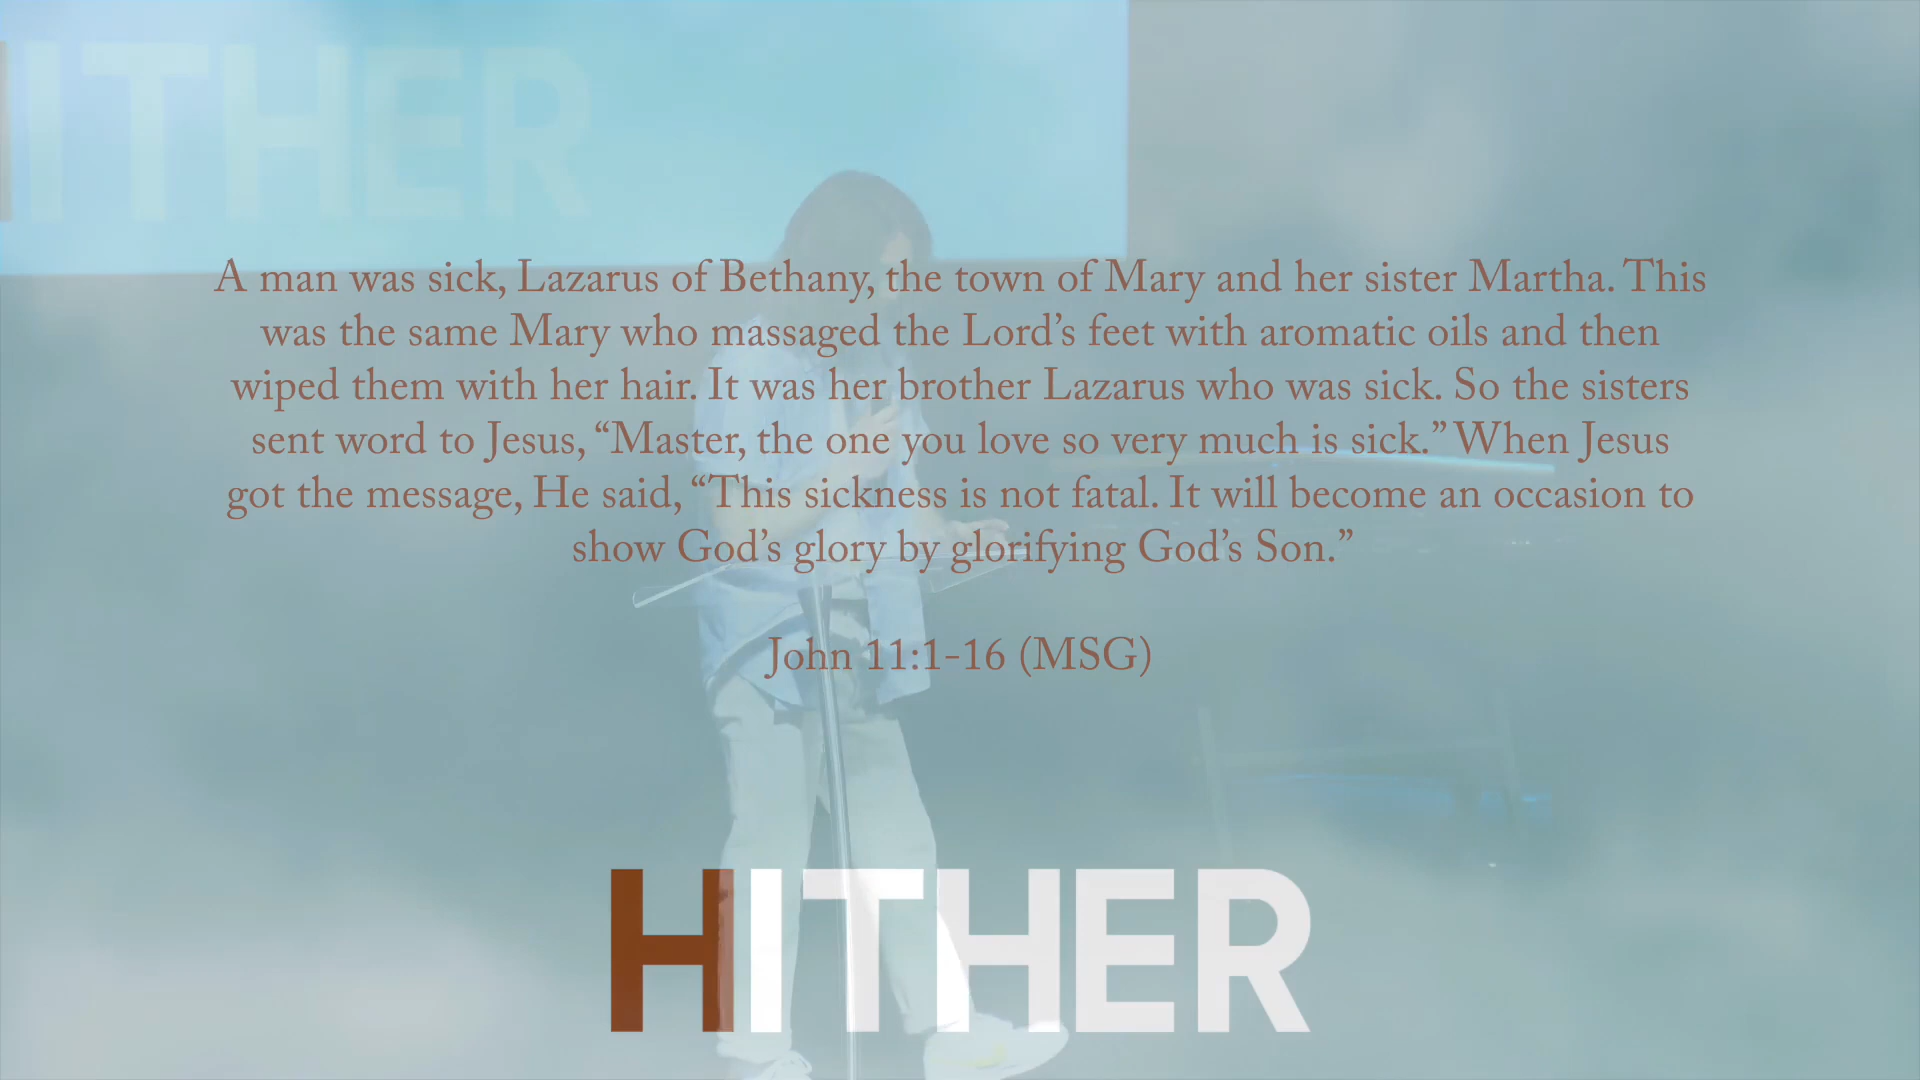 HITHER
A man was sick, Lazarus of Bethany, the town of Mary and her sister Martha. This
was the same Mary who massaged the Lord’s feet with aromatic oils and then
wiped them with her hair. It was her brother Lazarus who was sick. So the sisters
sent word to Jesus, “Master, the one you love so very much is sick.” When Jesus
got the message, He said, “This sickness is not fatal. It will become an occasion to
show God’s glory by glorifying God’s Son.”
John 11:1-16 (MSG)
HITHER